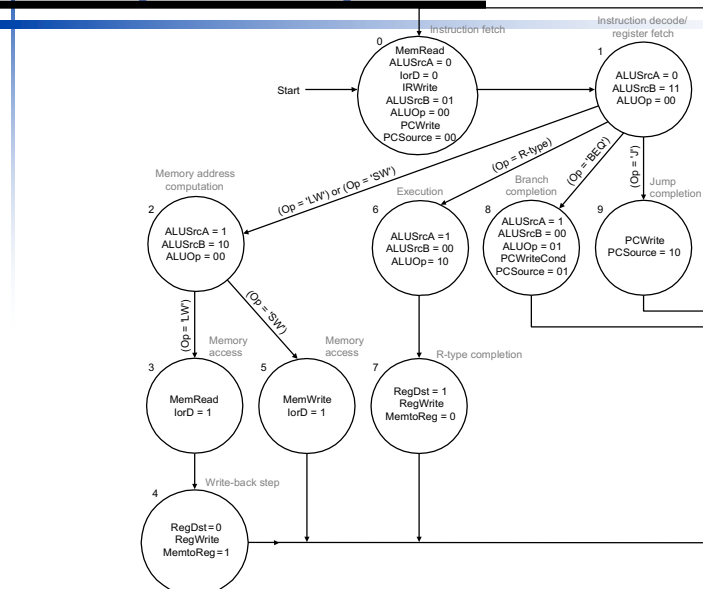 Instruction fetch
0
MemRead
ALUSrcA = 0
IorD = 0
IRWrite
ALUSrcB = 01
ALUOp = 00
PCWrite
PCSource = 00
Start
Instruction decode/
register fetch
1
ALUSrcA = 0
ALUSrcB = 11
ALUOp = 00
(Op = 'LW') or (Op = 'SW')
(Op = R-type)
(Op = 'BEQ')
(Op = 'J')
Memory address
computation
2
ALUSrcA = 1
ALUSrcB = 10
ALUOp = 00
Execution
6
ALUSrcA =1
ALUSrcB = 00
ALUOp= 10
Branch
completion
8
ALUSrcA = 1
ALUSrcB = 00
ALUOp = 01
PCWriteCond
PCSource = 01
Jump
completion
9
PCWrite
PCSource = 10
(Op = 'LW')
(Op = 'SW')
Memory
access
3
MemRead
IorD = 1
Memory
access
5
MemWrite
IorD = 1
R-type completion
7
RegDst = 1
RegWrite
MemtoReg = 0
Write-back step
4
RegDst=0
RegWrite
MemtoReg=1